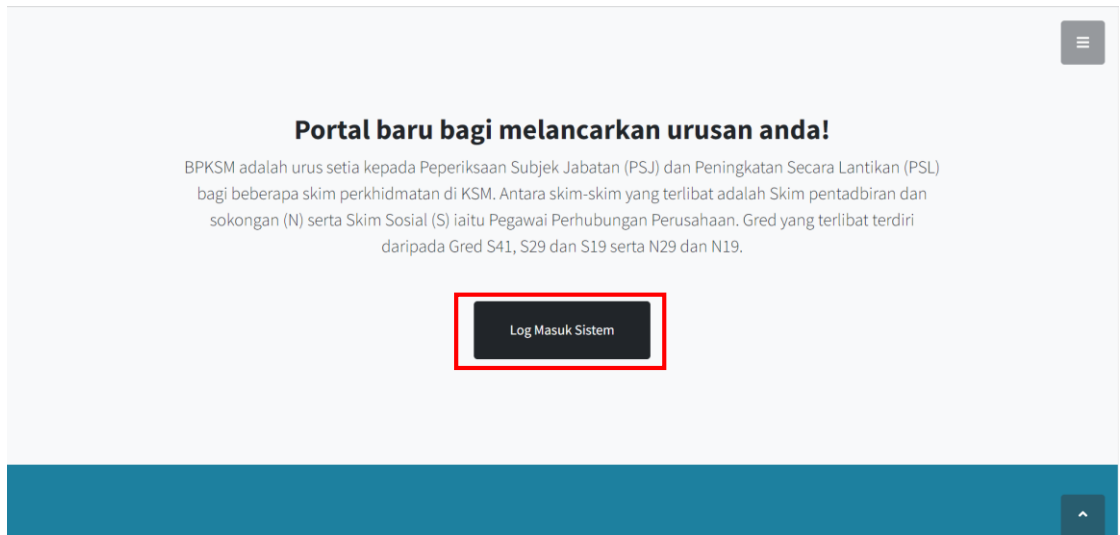 Portal baru bagi melancarkan urusan anda!
BPKSM adalah urus setia kepada Peperiksaan Subjek Jabatan (PSJ) dan Peningkatan Secara Lantikan (PSL)
bagi beberapa skim perkhidmatan di KSM. Antara skim-skim yang terlibat adalah Skim pentadbiran dan
sokongan (N) serta Skim Sosial (S) iaitu Pegawai Perhubungan Perusahaan. Gred yang terlibat terdiri
daripada Gred S41, S29 dan S19 serta N29 dan N19.
Log Masuk Sistem